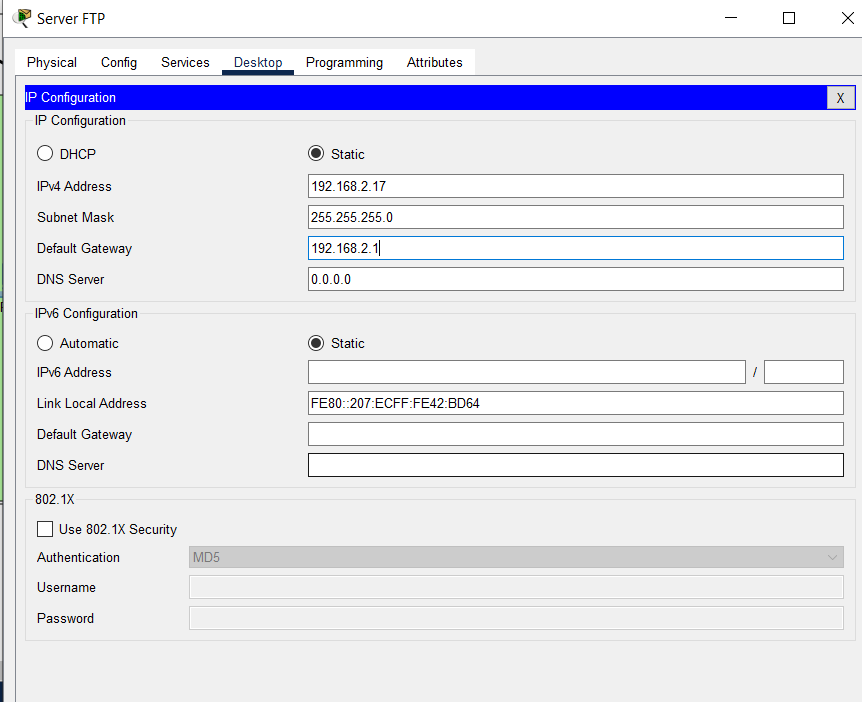 Server FTP
Physical Config Services Desktop Programming Attributes
IP Configuration X
IP Configuration
DHCP Static
IPv4 Address 192.168.2.17
Subnet Mask 255.255.255.0
Default Gateway 192.168.2.1
DNS Server 0.0.0.0
IPv6 Configuration
Automatic Static
IPv6 Address /
Link Local Address FE80::207:ECFF:FE42:BD64
Default Gateway
DNS Server
802.1X
Use 802.1X Security
Authentication MD5
Username
Password